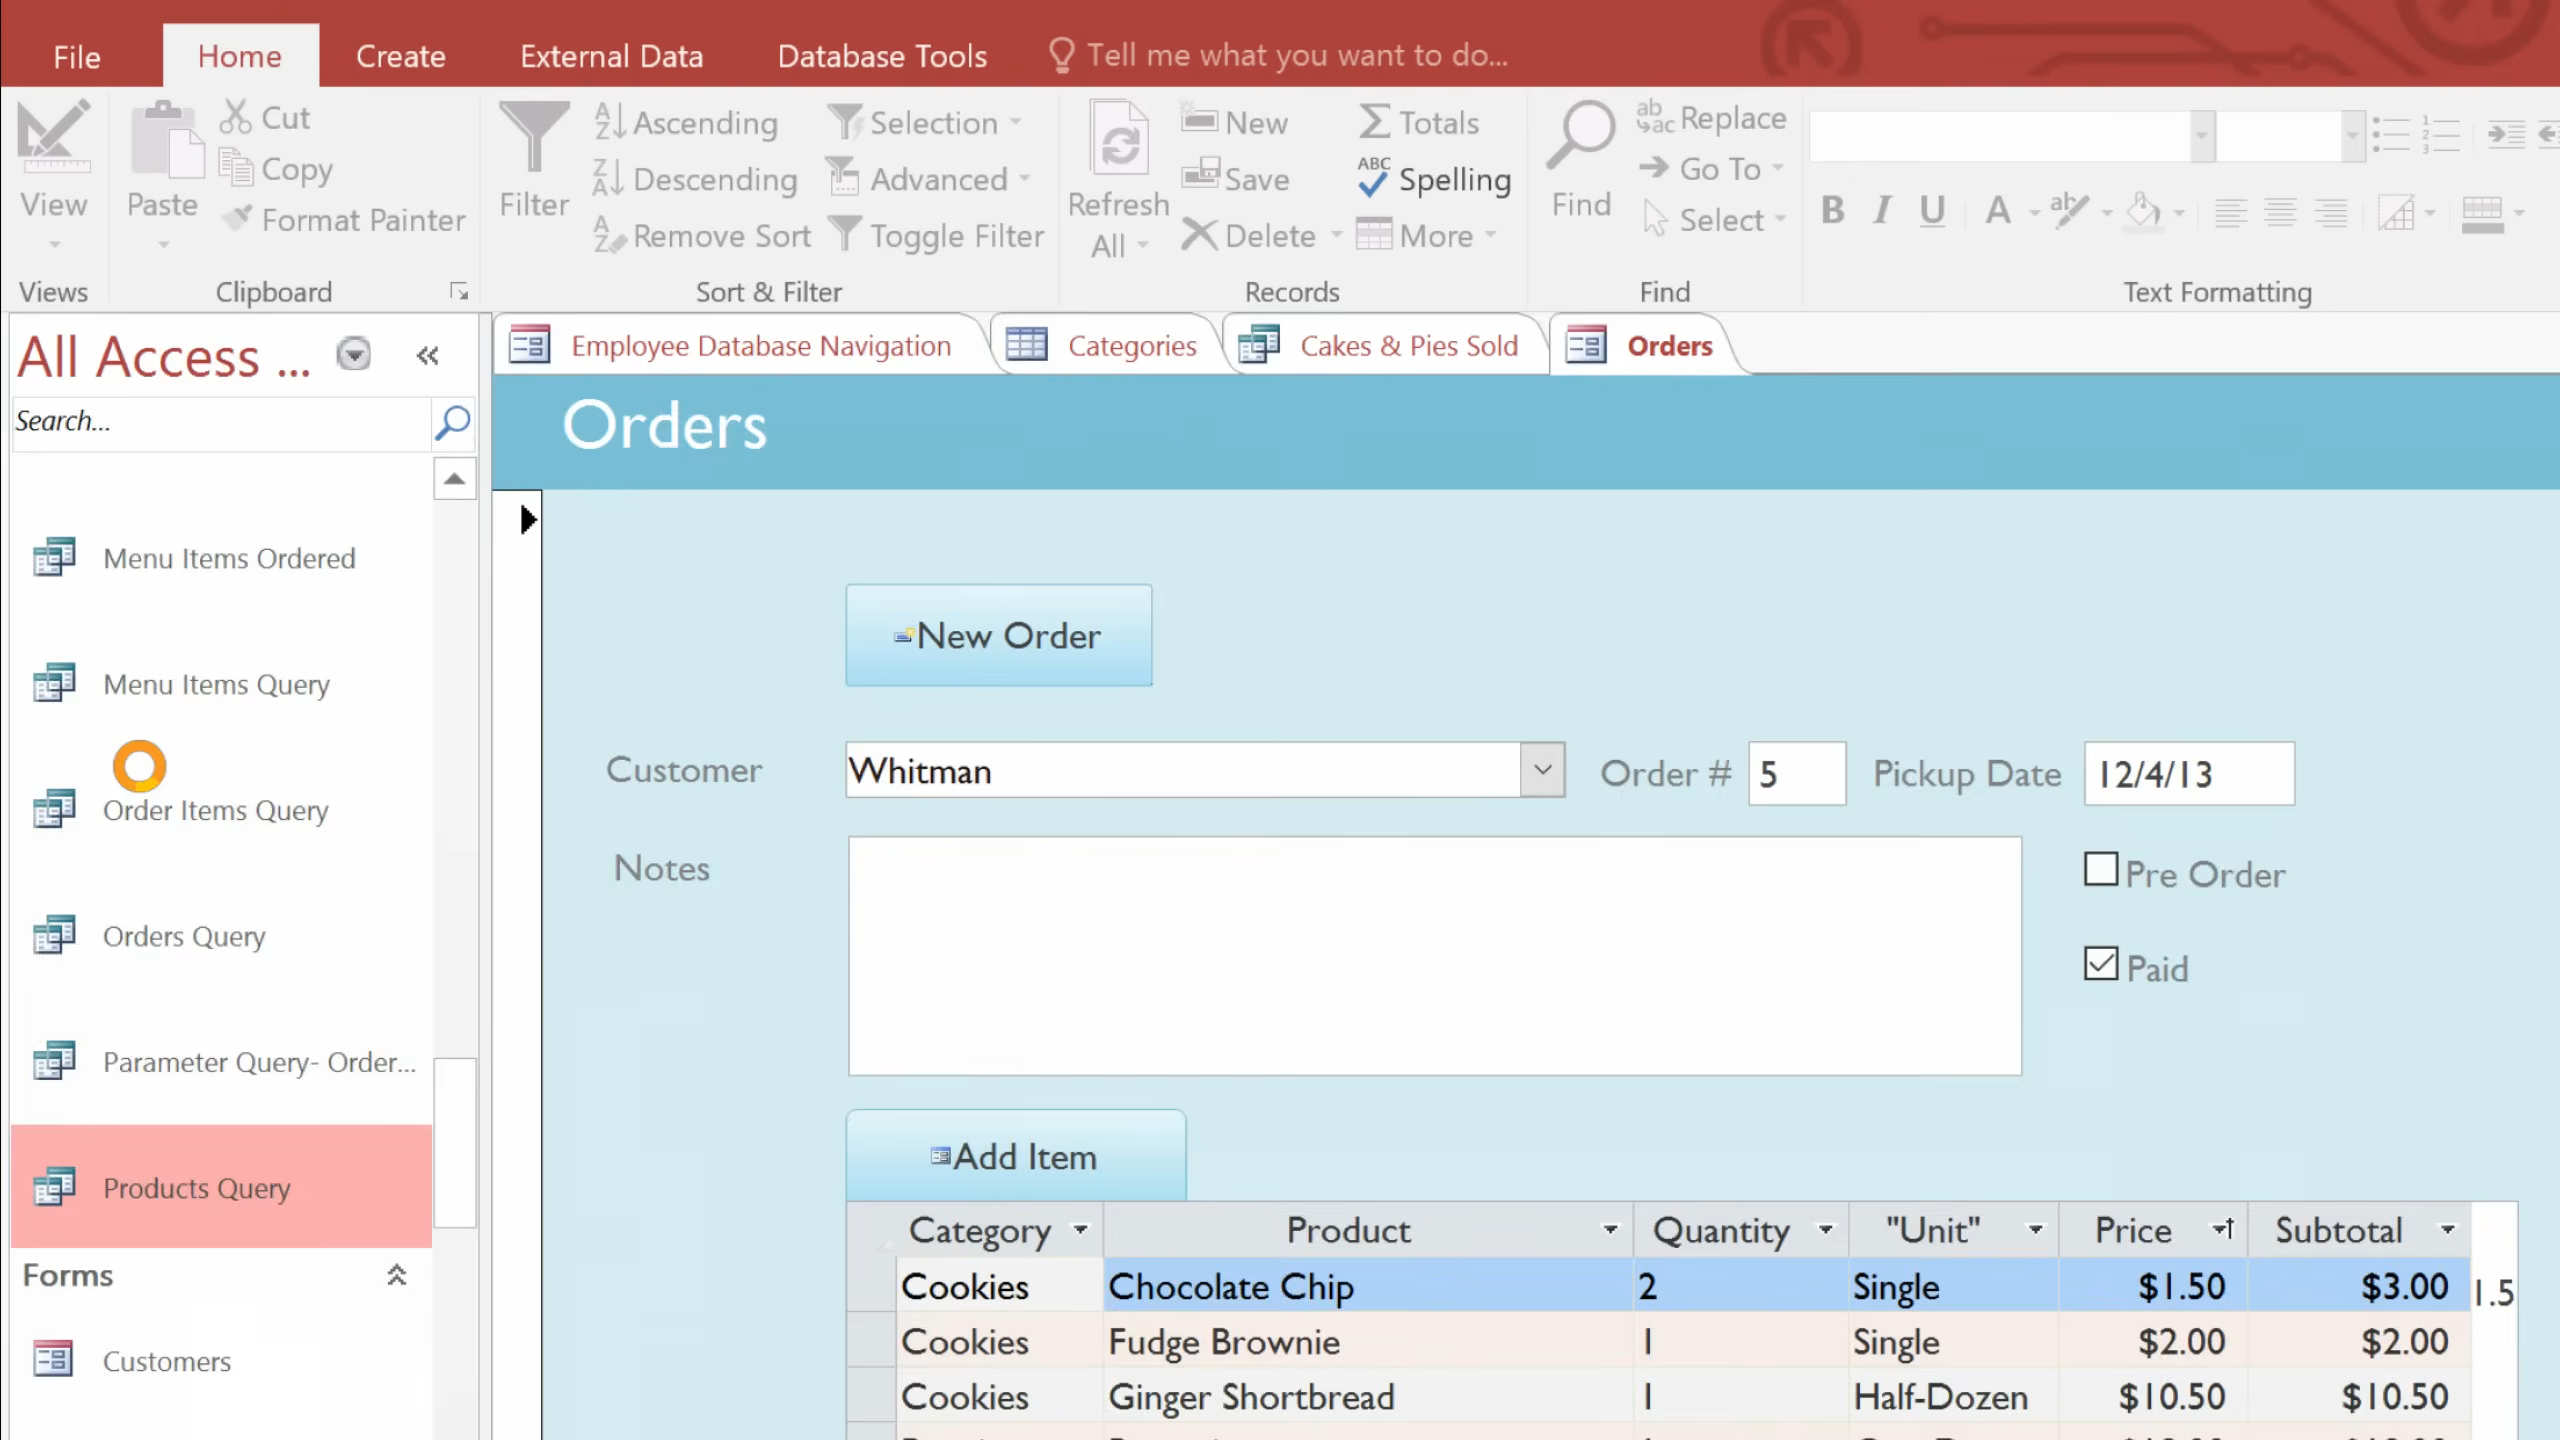 File Home Create External Data Database Tools Tell me what you want to do...
View
Views
Paste
Cut
Copy
Format Painter
Clipboard
Filter
Ascending
Descending
Remove Sort
Selection
Advanced
Toggle Filter
Sort & Filter
Refresh
All
New
Save
Delete
Totals
ABC Spelling
More
Records
Find
Replace
Go To
Select
Find
B I U A
Text Formatting
All Access ...
Search...
Menu Items Ordered
Menu Items Query
Order Items Query
Orders Query
Parameter Query- Order...
Products Query
Forms
Customers
Employee Database Navigation Categories Cakes & Pies Sold Orders
Orders
New Order
Customer Whitman Order # 5 Pickup Date 12/4/13
Notes
Pre Order
Paid
Add Item
Category Product Quantity "Unit" Price Subtotal
Cookies Chocolate Chip 2 Single $1.50 $3.00 1.5
Cookies Fudge Brownie 1 Single $2.00 $2.00
Cookies Ginger Shortbread 1 Half-Dozen $10.50 $10.50